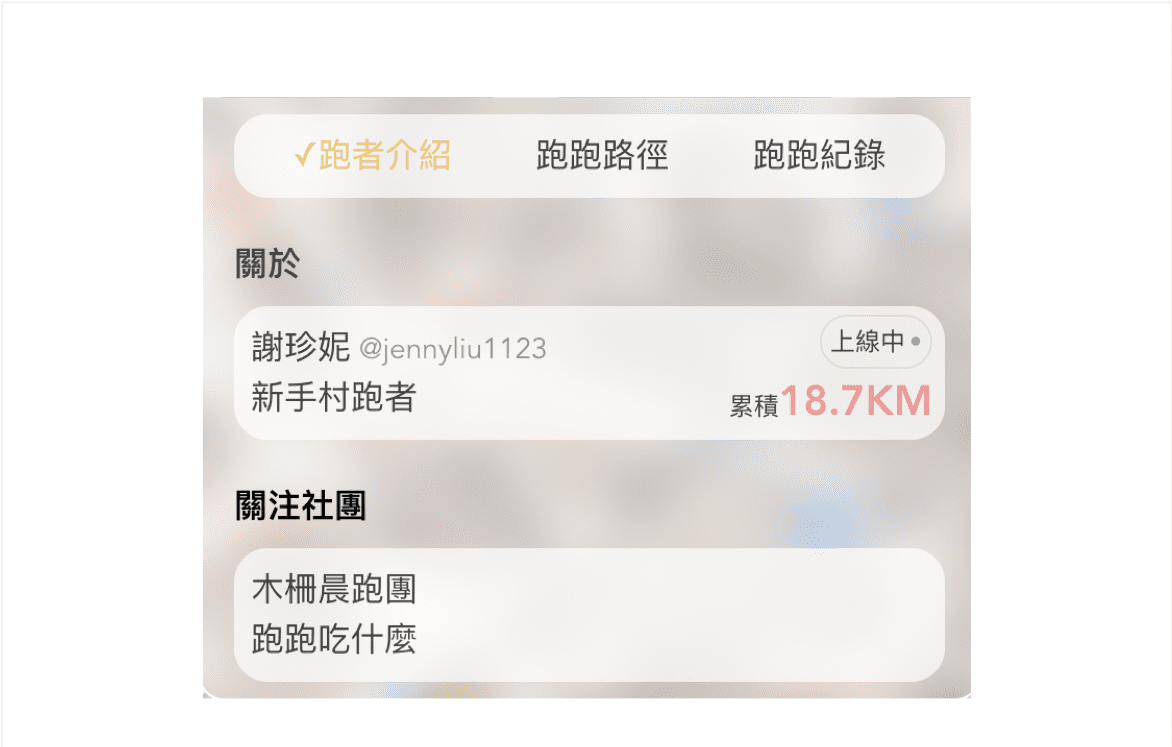 ✓跑者介紹 跑跑路徑 跑跑紀錄
關於
謝珍妮 @jennyliu1123 上線中
新手村跑者 累積18.7KM
關注社團
木柵晨跑團
跑跑吃什麼